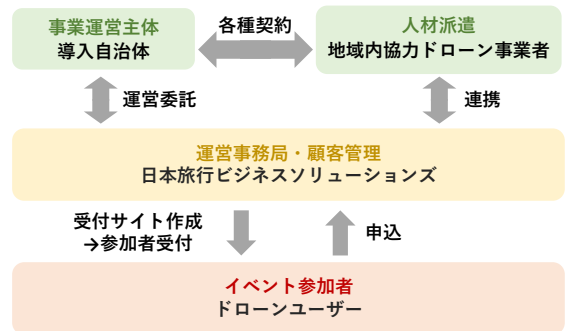 事業運営主体
導入自治体
各種契約
人材派遣
地域内協力ドローン事業者
運営委託
連携
運営事務局・顧客管理
日本旅行ビジネスソリューションズ
受付サイト作成
→参加者受付
申込
イベント参加者
ドローンユーザー